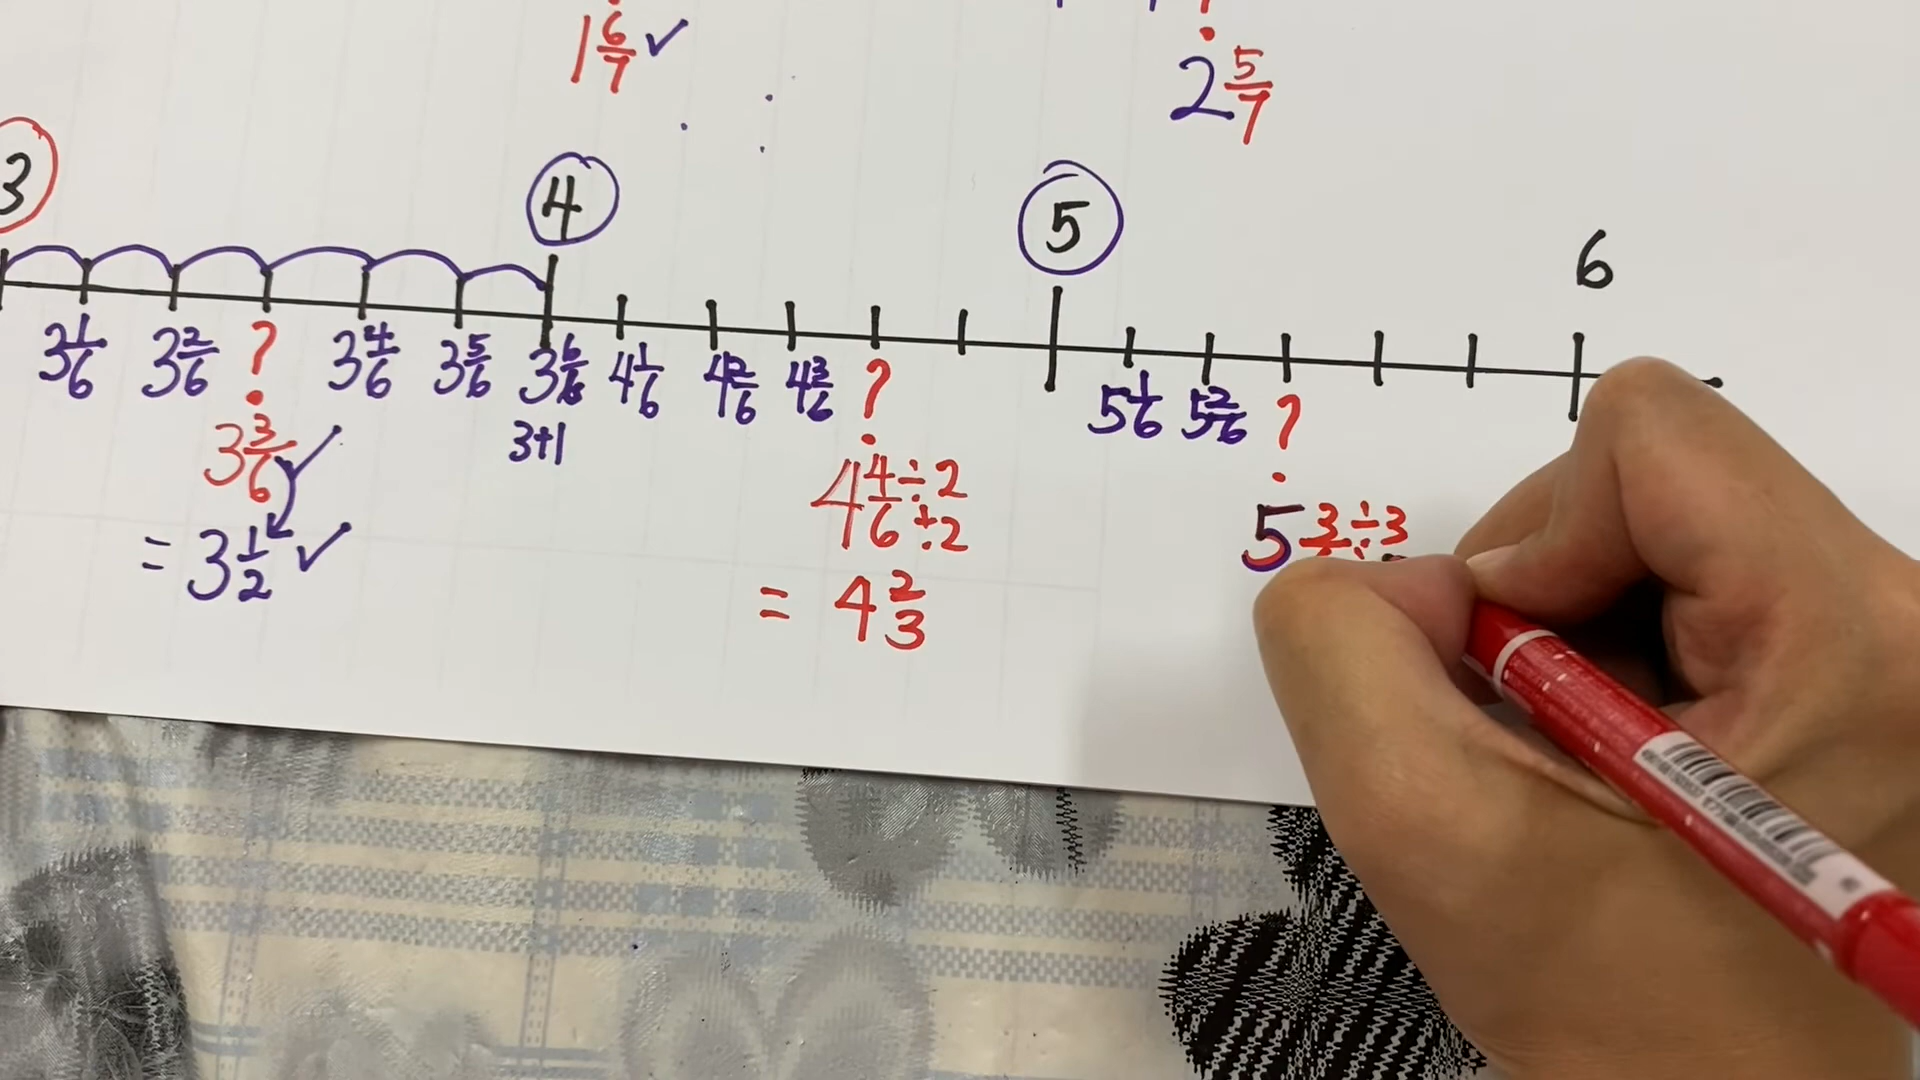 1 6/7 ✓
2 5/7
3 4 5 6
3 1/6 3 2/6 ? 3 4/6 3 5/6 3 6/6 4 1/6 4 2/6 4 3/6 ? 5 1/6 5 2/6 ?
3+1
3 3/6 ✓ 4 4/6 ÷2 ÷2 5 3 ÷3
= 3 1/2 ✓ = 4 2/3